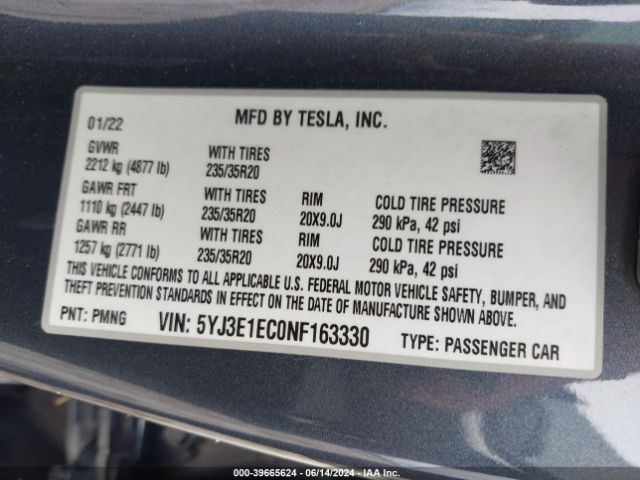 01/22 MFD BY TESLA, INC.
GVWR WITH TIRES
2212 kg (4877 lb) 235/35R20
GAWR FRT WITH TIRES RIM COLD TIRE PRESSURE
1110 kg (2447 lb) 235/35R20 20X9.0J 290 kPa, 42 psi
GAWR RR WITH TIRES RIM COLD TIRE PRESSURE
1257 kg (2771 lb) 235/35R20 20X9.0J 290 kPa, 42 psi
THIS VEHICLE CONFORMS TO ALL APPLICABLE U.S. FEDERAL MOTOR VEHICLE SAFETY, BUMPER, AND
THEFT PREVENTION STANDARDS IN EFFECT ON THE DATE OF MANUFACTURE SHOWN ABOVE.
PNT: PMNG VIN: 5YJ3E1EC0NF163330 TYPE: PASSENGER CAR
000-39665624 - 06/14/2024 - IAA Inc.